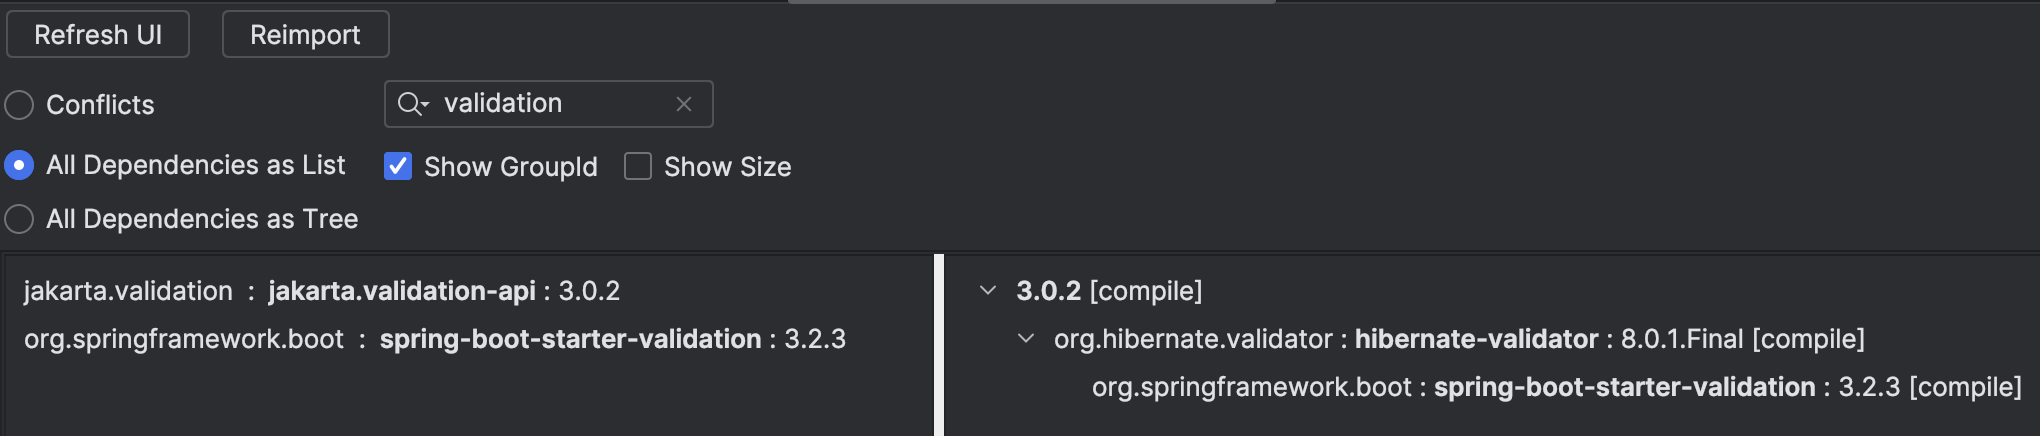 Refresh UI Reimport
Conflicts validation
All Dependencies as List Show GroupId Show Size
All Dependencies as Tree
jakarta.validation : jakarta.validation-api : 3.0.2
org.springframework.boot : spring-boot-starter-validation : 3.2.3
3.0.2 [compile]
org.hibernate.validator : hibernate-validator : 8.0.1.Final [compile]
org.springframework.boot : spring-boot-starter-validation : 3.2.3 [compile]